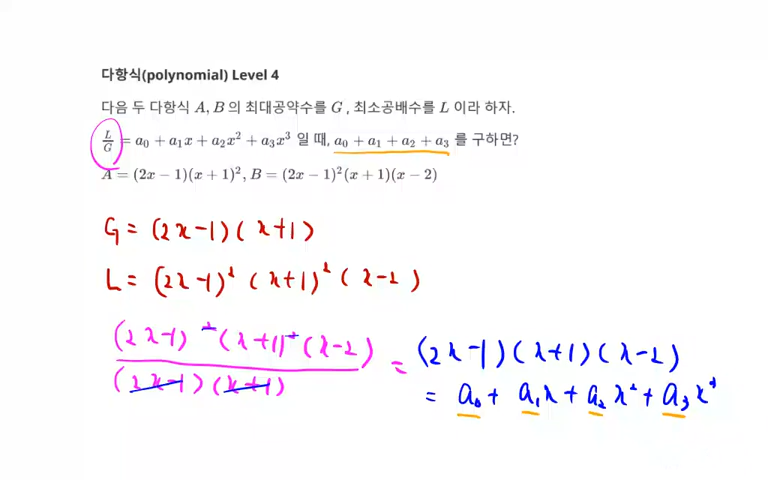 다항식(polynomial) Level 4
다음 두 다항식 A, B 의 최대공약수를 G , 최소공배수를 L 이라 하자.
L/G = a₀ + a₁x + a₂x² + a₃x³ 일 때, a₀ + a₁ + a₂ + a₃ 를 구하면?
A = (2x − 1)(x + 1)², B = (2x − 1)²(x + 1)(x − 2)
G = (2x-1)(x+1)
L = (2x-1)²(x+1)²(x-2)
(2x-1)²(x+1)²(x-2) / (2x-1)(x+1) = (2x-1)(x+1)(x-2)
= a₀ + a₁x + a₂x² + a₃x³